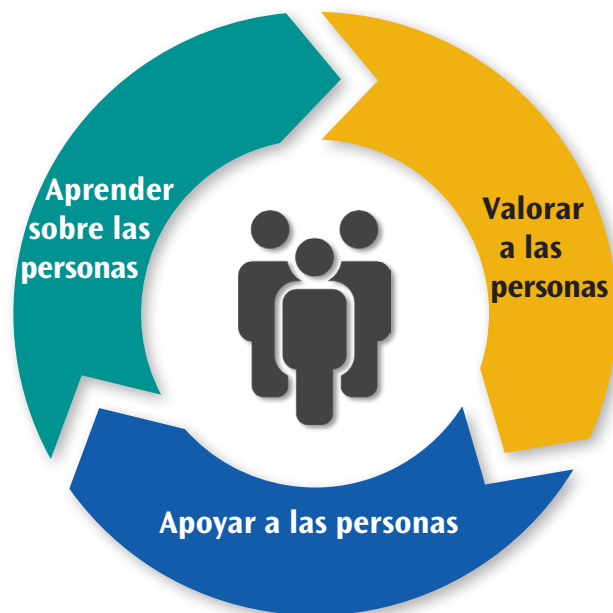 Aprender
sobre las
personas
Valorar
a las
personas
Apoyar a las personas